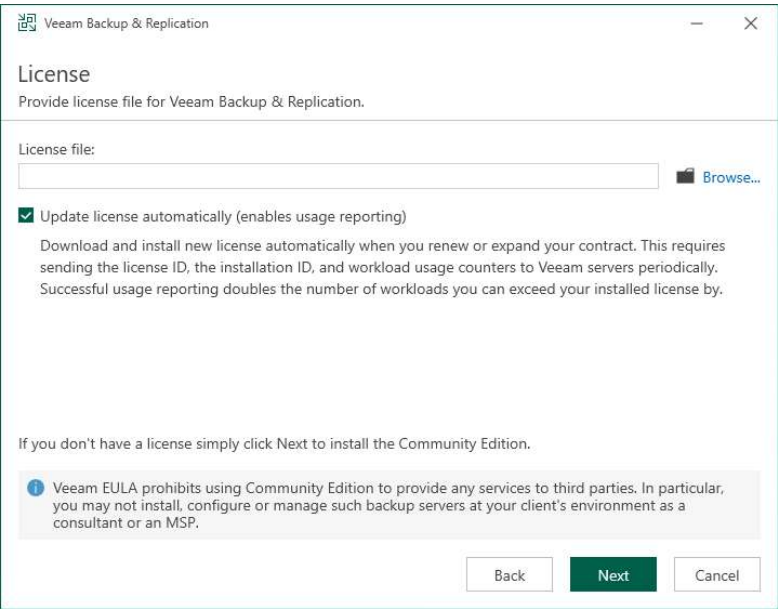 Veeam Backup & Replication
License
Provide license file for Veeam Backup & Replication.
License file:
Browse...
Update license automatically (enables usage reporting)
Download and install new license automatically when you renew or expand your contract. This requires
sending the license ID, the installation ID, and workload usage counters to Veeam servers periodically.
Successful usage reporting doubles the number of workloads you can exceed your installed license by.
If you don't have a license simply click Next to install the Community Edition.
Veeam EULA prohibits using Community Edition to provide any services to third parties. In particular,
you may not install, configure or manage such backup servers at your client's environment as a
consultant or an MSP.
Back Next Cancel